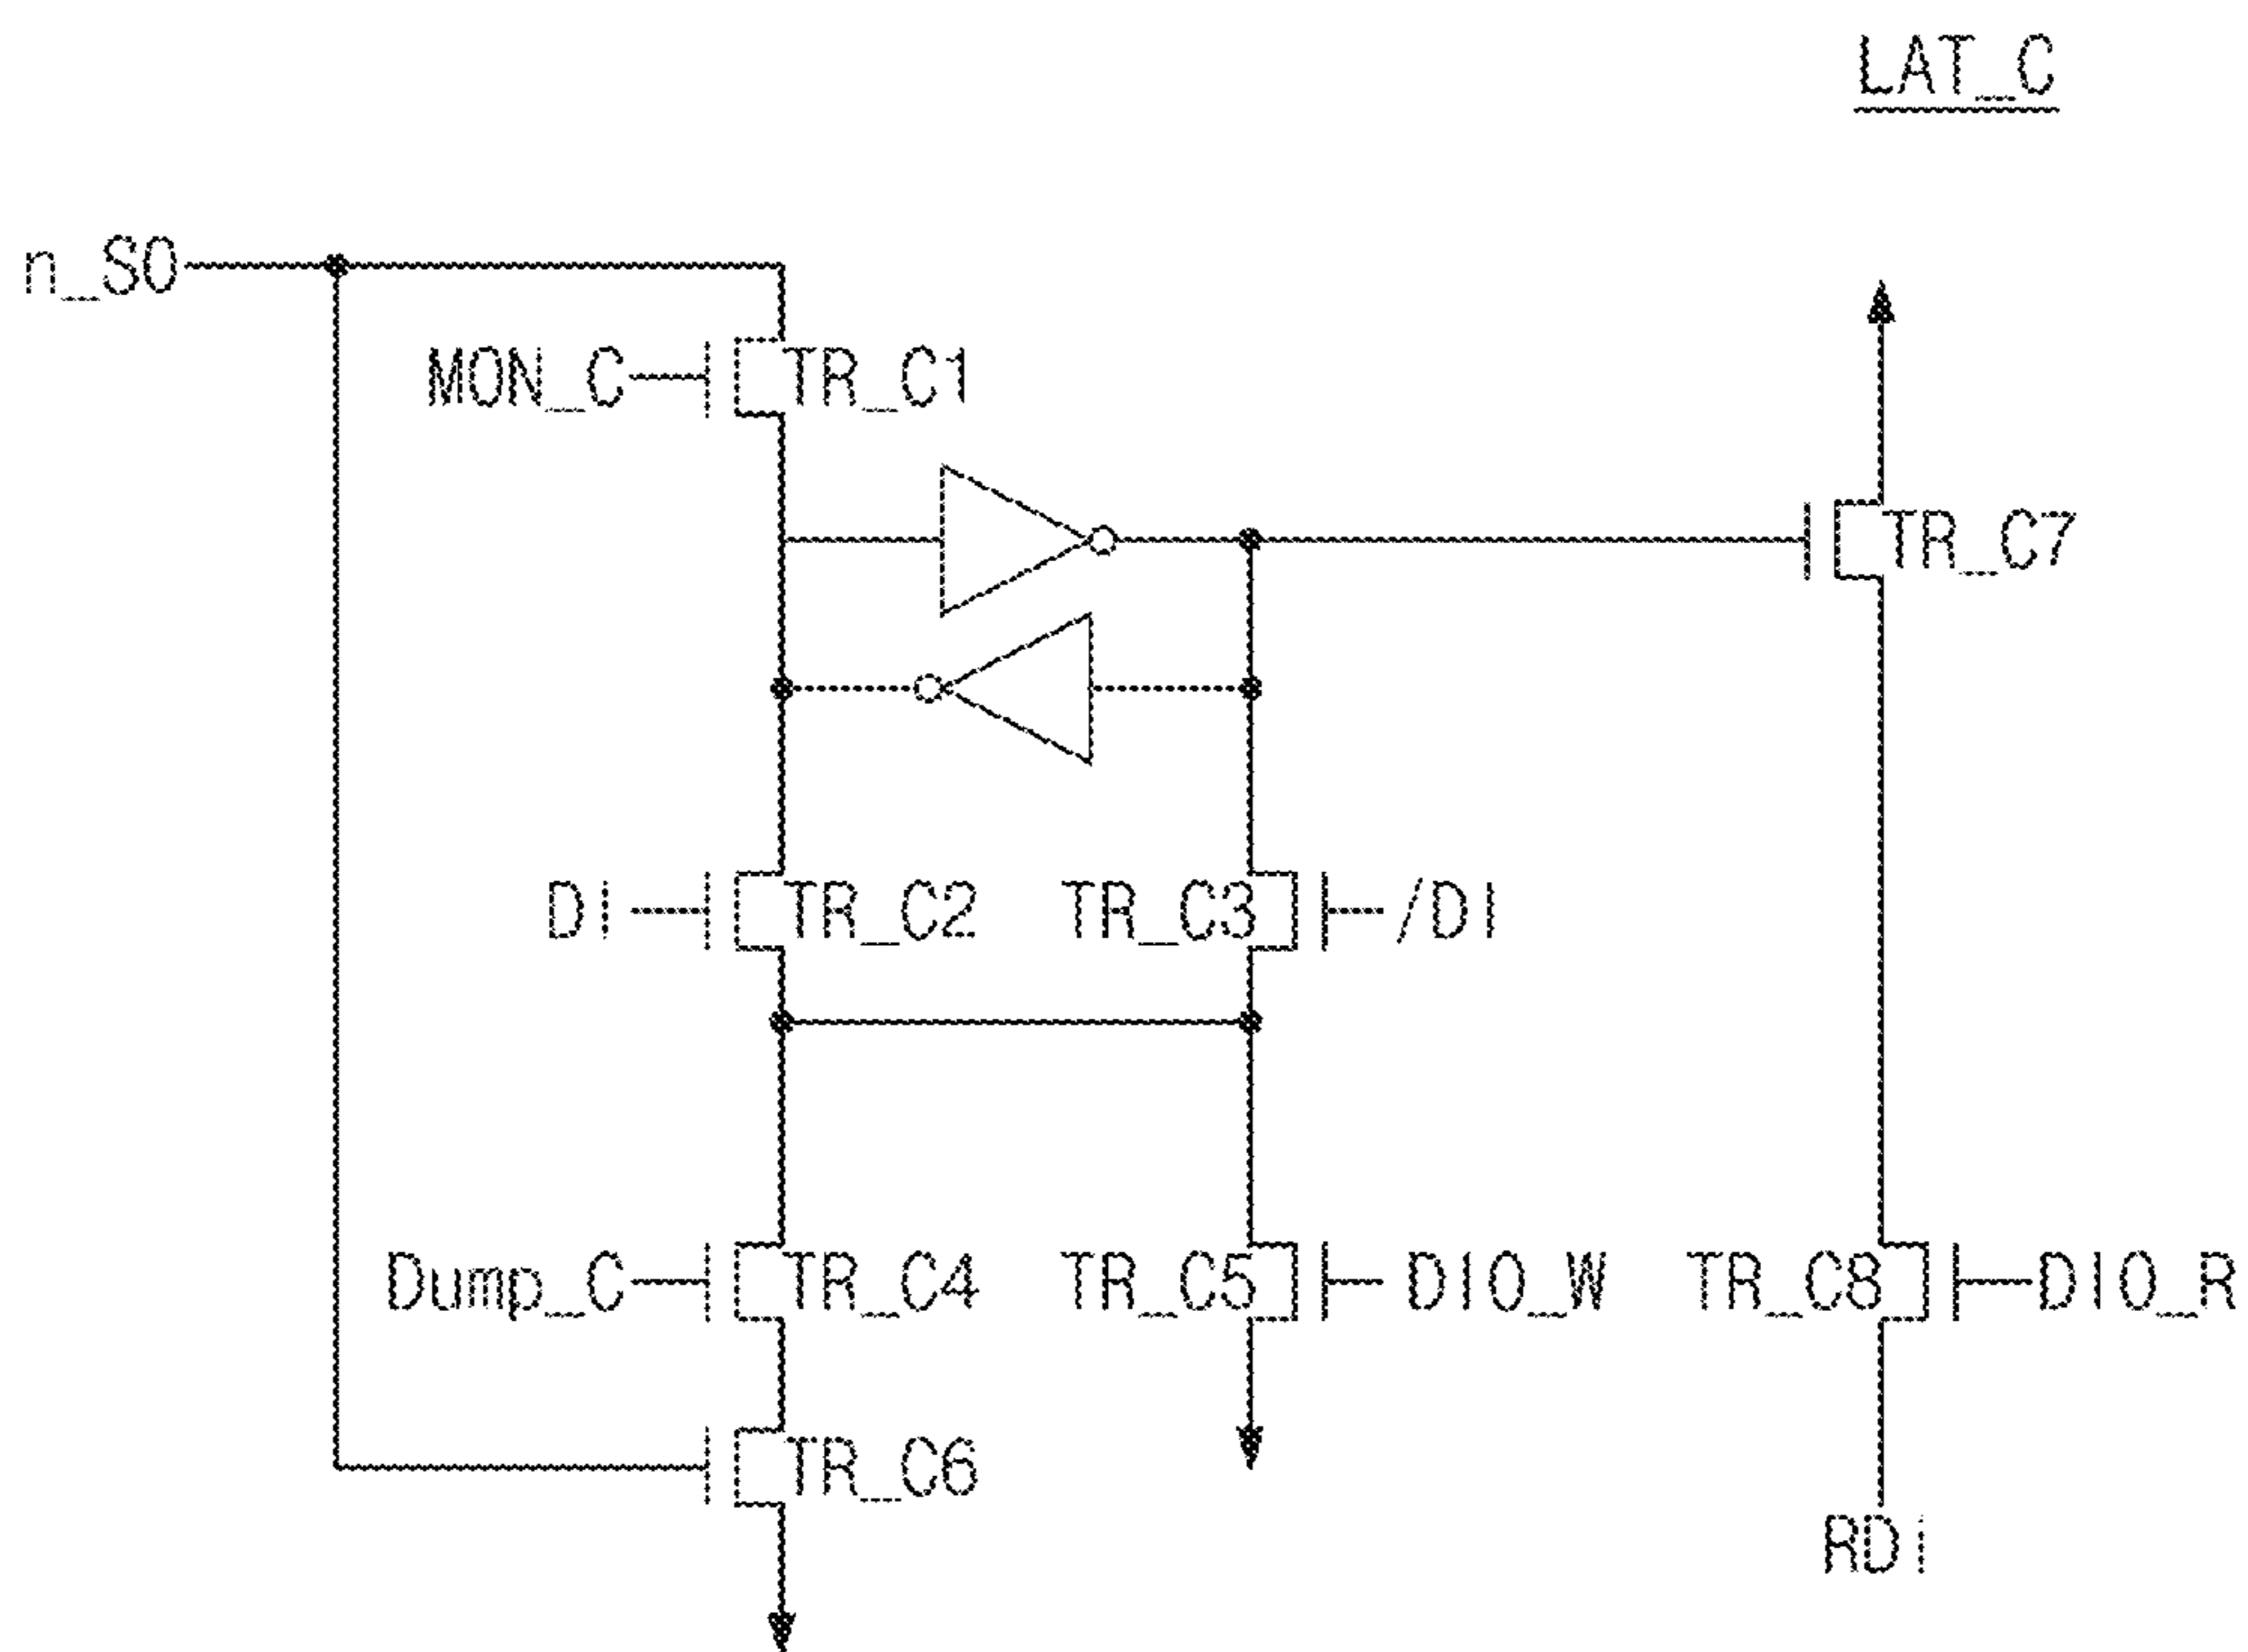 LAT_C
n_SO
MON_C
TR_C1
TR_C7
Di
TR_C2
TR_C3
/DI
Dump_C
TR_C4
TR_C5
DIO_W
TR_C8
DIO_R
TR_C6
RDi